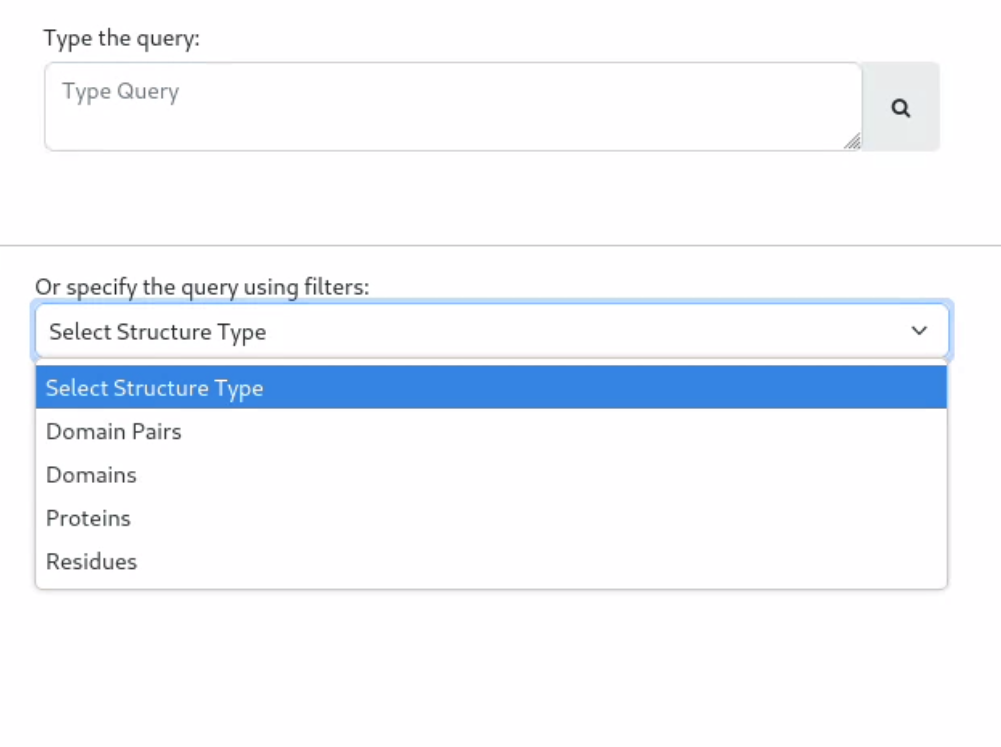 Type the query:
Type Query
Or specify the query using filters:
Select Structure Type
Select Structure Type
Domain Pairs
Domains
Proteins
Residues